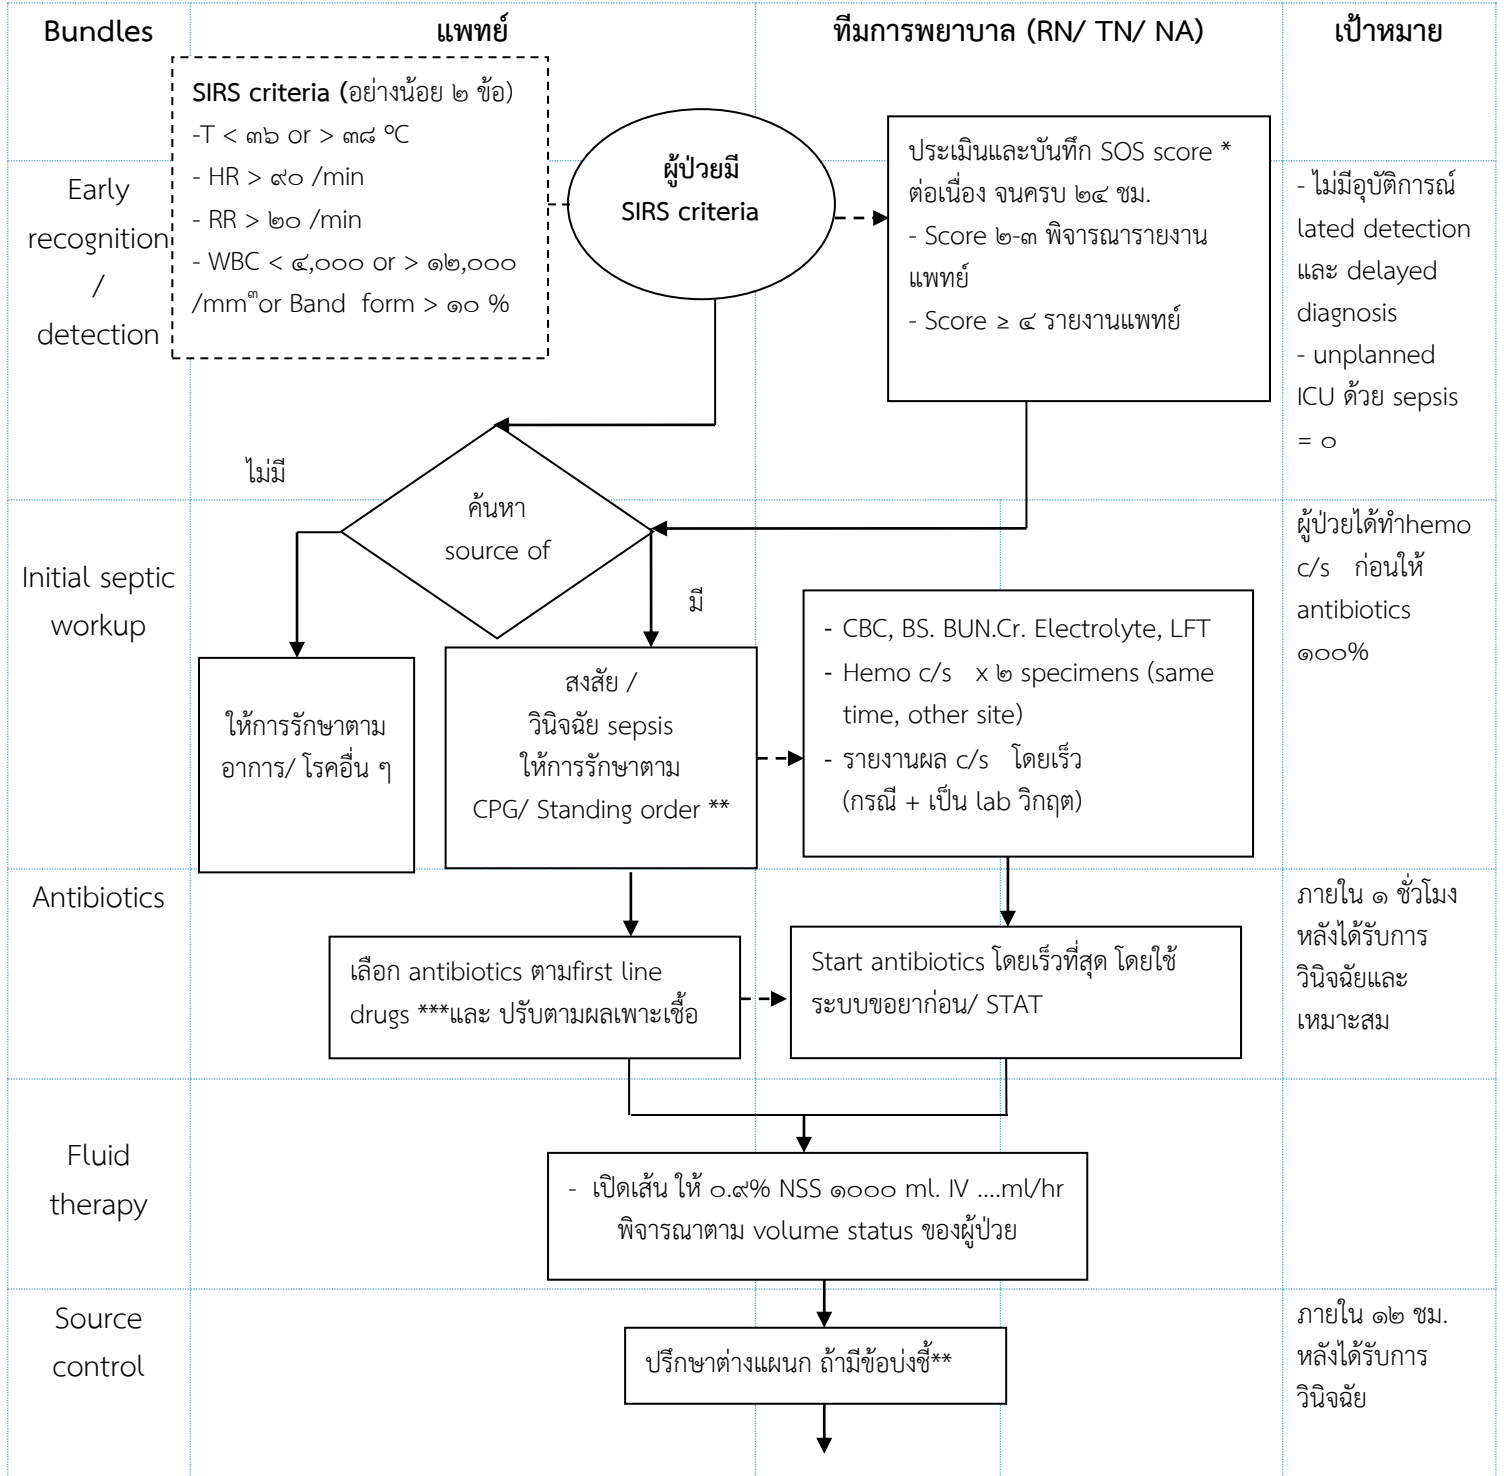 Bundles
แพทย์
ทีมการพยาบาล (RN/ TN/ NA)
เป้าหมาย
SIRS criteria (อย่างน้อย ๒ ข้อ)
-T < ๓๖ or > ๓๘ °C
- HR > ๙๐ /min
- RR > ๒๐ /min
- WBC < ๔,๐๐๐ or > ๑๒,๐๐๐
/mm³or Band form > ๑๐ %
ผู้ป่วยมี
SIRS criteria
ประเมินและบันทึก SOS score *
ต่อเนื่อง จนครบ ๒๔ ชม.
- Score ๒-๓ พิจารณารายงาน
แพทย์
- Score ≥ ๔ รายงานแพทย์
Early
recognition
/
detection
- ไม่มีอุบัติการณ์
lated detection
และ delayed
diagnosis
- unplanned
ICU ด้วย sepsis
= ๐
ไม่มี
ค้นหา
source of
มี
Initial septic
workup
ให้การรักษาตาม
อาการ/ โรคอื่น ๆ
สงสัย /
วินิจฉัย sepsis
ให้การรักษาตาม
CPG/ Standing order **
- CBC, BS. BUN.Cr. Electrolyte, LFT
- Hemo c/s x ๒ specimens (same
time, other site)
- รายงานผล c/s โดยเร็ว
(กรณี + เป็น lab วิกฤต)
ผู้ป่วยได้ทำhemo
c/s ก่อนให้
antibiotics
๑๐๐%
Antibiotics
เลือก antibiotics ตามfirst line
drugs ***และ ปรับตามผลเพาะเชื้อ
Start antibiotics โดยเร็วที่สุด โดยใช้
ระบบขอยาก่อน/ STAT
ภายใน ๑ ชั่วโมง
หลังได้รับการ
วินิจฉัยและ
เหมาะสม
Fluid
therapy
- เปิดเส้น ให้ ๐.๙% NSS ๑๐๐๐ ml. IV ....ml/hr
พิจารณาตาม volume status ของผู้ป่วย
Source
control
ปรึกษาต่างแผนก ถ้ามีข้อบ่งชี้**
ภายใน ๑๒ ชม.
หลังได้รับการ
วินิจฉัย